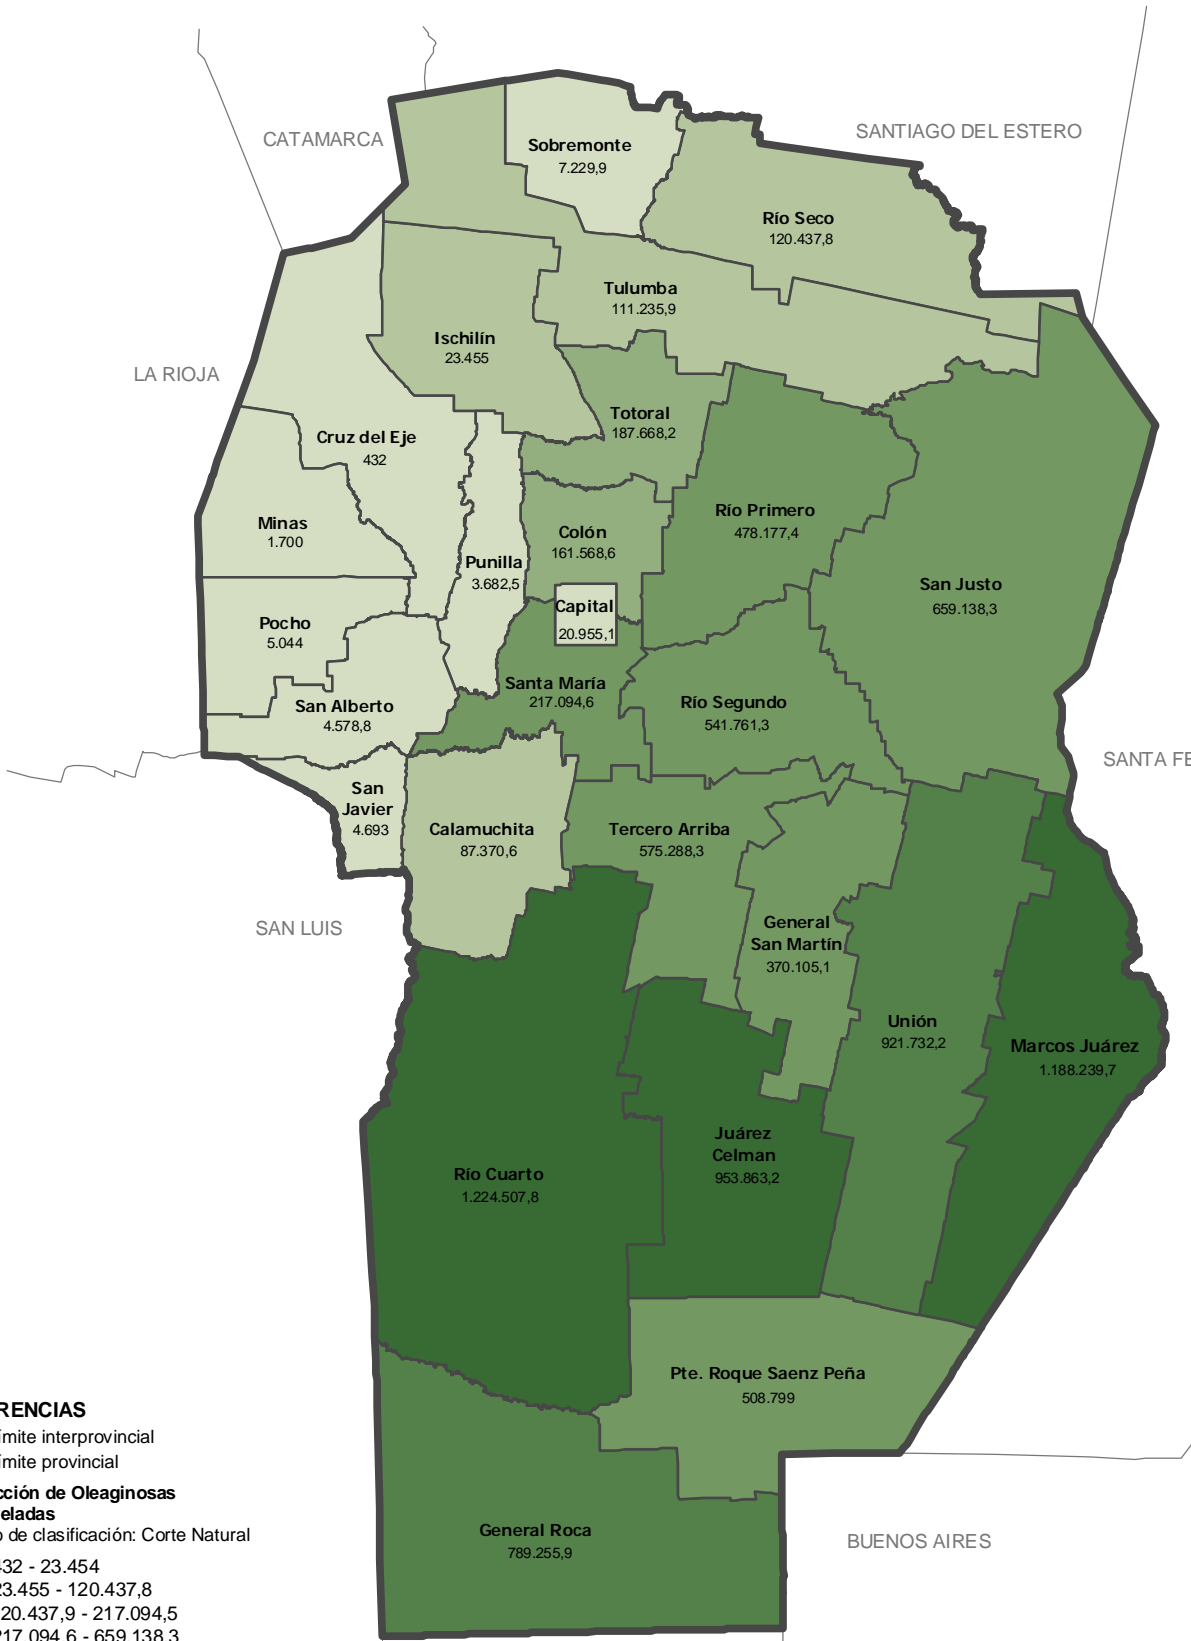 CATAMARCA
SANTIAGO DEL ESTERO
Sobremonte
7.229,9
Río Seco
120.437,8
Tulumba
111.235,9
Ischilín
23.455
LA RIOJA
Totoral
187.668,2
Cruz del Eje
432
Minas
1.700
Colón
161.568,6
Río Primero
478.177,4
Punilla
3.682,5
San Justo
659.138,3
Capital
20.955,1
Pocho
5.044
Santa María
217.094,6
San Alberto
4.578,8
Río Segundo
541.761,3
SANTA FE
San
Javier
4.693
Calamuchita
87.370,6
Tercero Arriba
575.288,3
General
San Martín
370.105,1
SAN LUIS
Unión
921.732,2
Marcos Juárez
1.188.239,7
Juárez
Celman
953.863,2
Río Cuarto
1.224.507,8
Pte. Roque Saenz Peña
508.799
General Roca
789.255,9
BUENOS AIRES
RENCIAS
ímite interprovincial
ímite provincial
cción de Oleaginosas
eladas
o de clasificación: Corte Natural
432 - 23.454
23.455 - 120.437,8
120.437,9 - 217.094,5
217.094,6 - 659.138,3